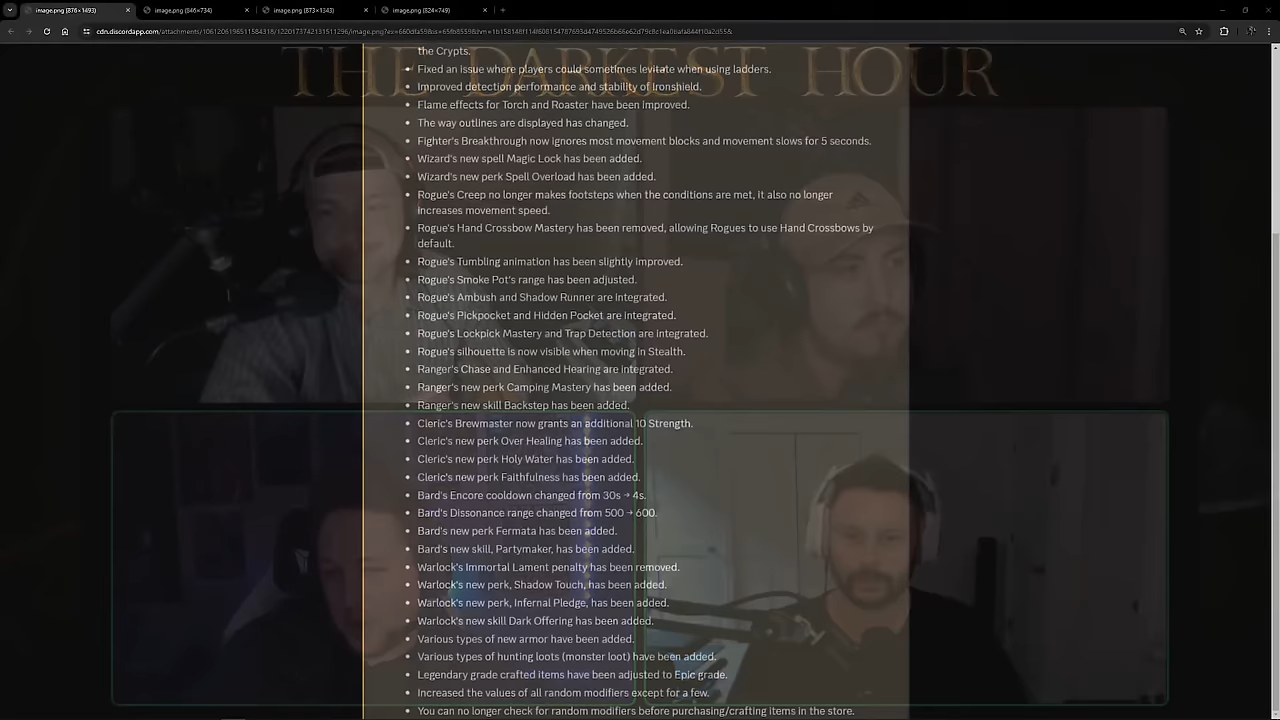 image.png (876×1493)
image.png (846×734)
image.png (873×1343)
image.png (824×749)
THE DARKEST HOUR
the Crypts.
• Fixed an issue where players could sometimes levitate when using ladders.
• Improved detection performance and stability of Ironshield.
• Flame effects for Torch and Roaster have been improved.
• The way outlines are displayed has changed.
• Fighter's Breakthrough now ignores most movement blocks and movement slows for 5 seconds.
• Wizard's new spell Magic Lock has been added.
• Wizard's new perk Spell Overload has been added.
• Rogue's Creep no longer makes footsteps when the conditions are met, it also no longer
increases movement speed.
• Rogue's Hand Crossbow Mastery has been removed, allowing Rogues to use Hand Crossbows by
default.
• Rogue's Tumbling animation has been slightly improved.
• Rogue's Smoke Pot's range has been adjusted.
• Rogue's Ambush and Shadow Runner are integrated.
• Rogue's Pickpocket and Hidden Pocket are integrated.
• Rogue's Lockpick Mastery and Trap Detection are integrated.
• Rogue's silhouette is now visible when moving in Stealth.
• Ranger's Chase and Enhanced Hearing are integrated.
• Ranger's new perk Camping Mastery has been added.
• Ranger's new skill Backstep has been added.
• Cleric's Brewmaster now grants an additional 10 Strength.
• Cleric's new perk Over Healing has been added.
• Cleric's new perk Holy Water has been added.
• Cleric's new perk Faithfulness has been added.
• Bard's Encore cooldown changed from 30s → 4s.
• Bard's Dissonance range changed from 500 → 600.
• Bard's new perk Fermata has been added.
• Bard's new skill, Partymaker, has been added.
• Warlock's Immortal Lament penalty has been removed.
• Warlock's new perk, Shadow Touch, has been added.
• Warlock's new perk, Infernal Pledge, has been added.
• Warlock's new skill Dark Offering has been added.
• Various types of new armor have been added.
• Various types of hunting loots (monster loot) have been added.
• Legendary grade crafted items have been adjusted to Epic grade.
• Increased the values of all random modifiers except for a few.
• You can no longer check for random modifiers before purchasing/crafting items in the store.